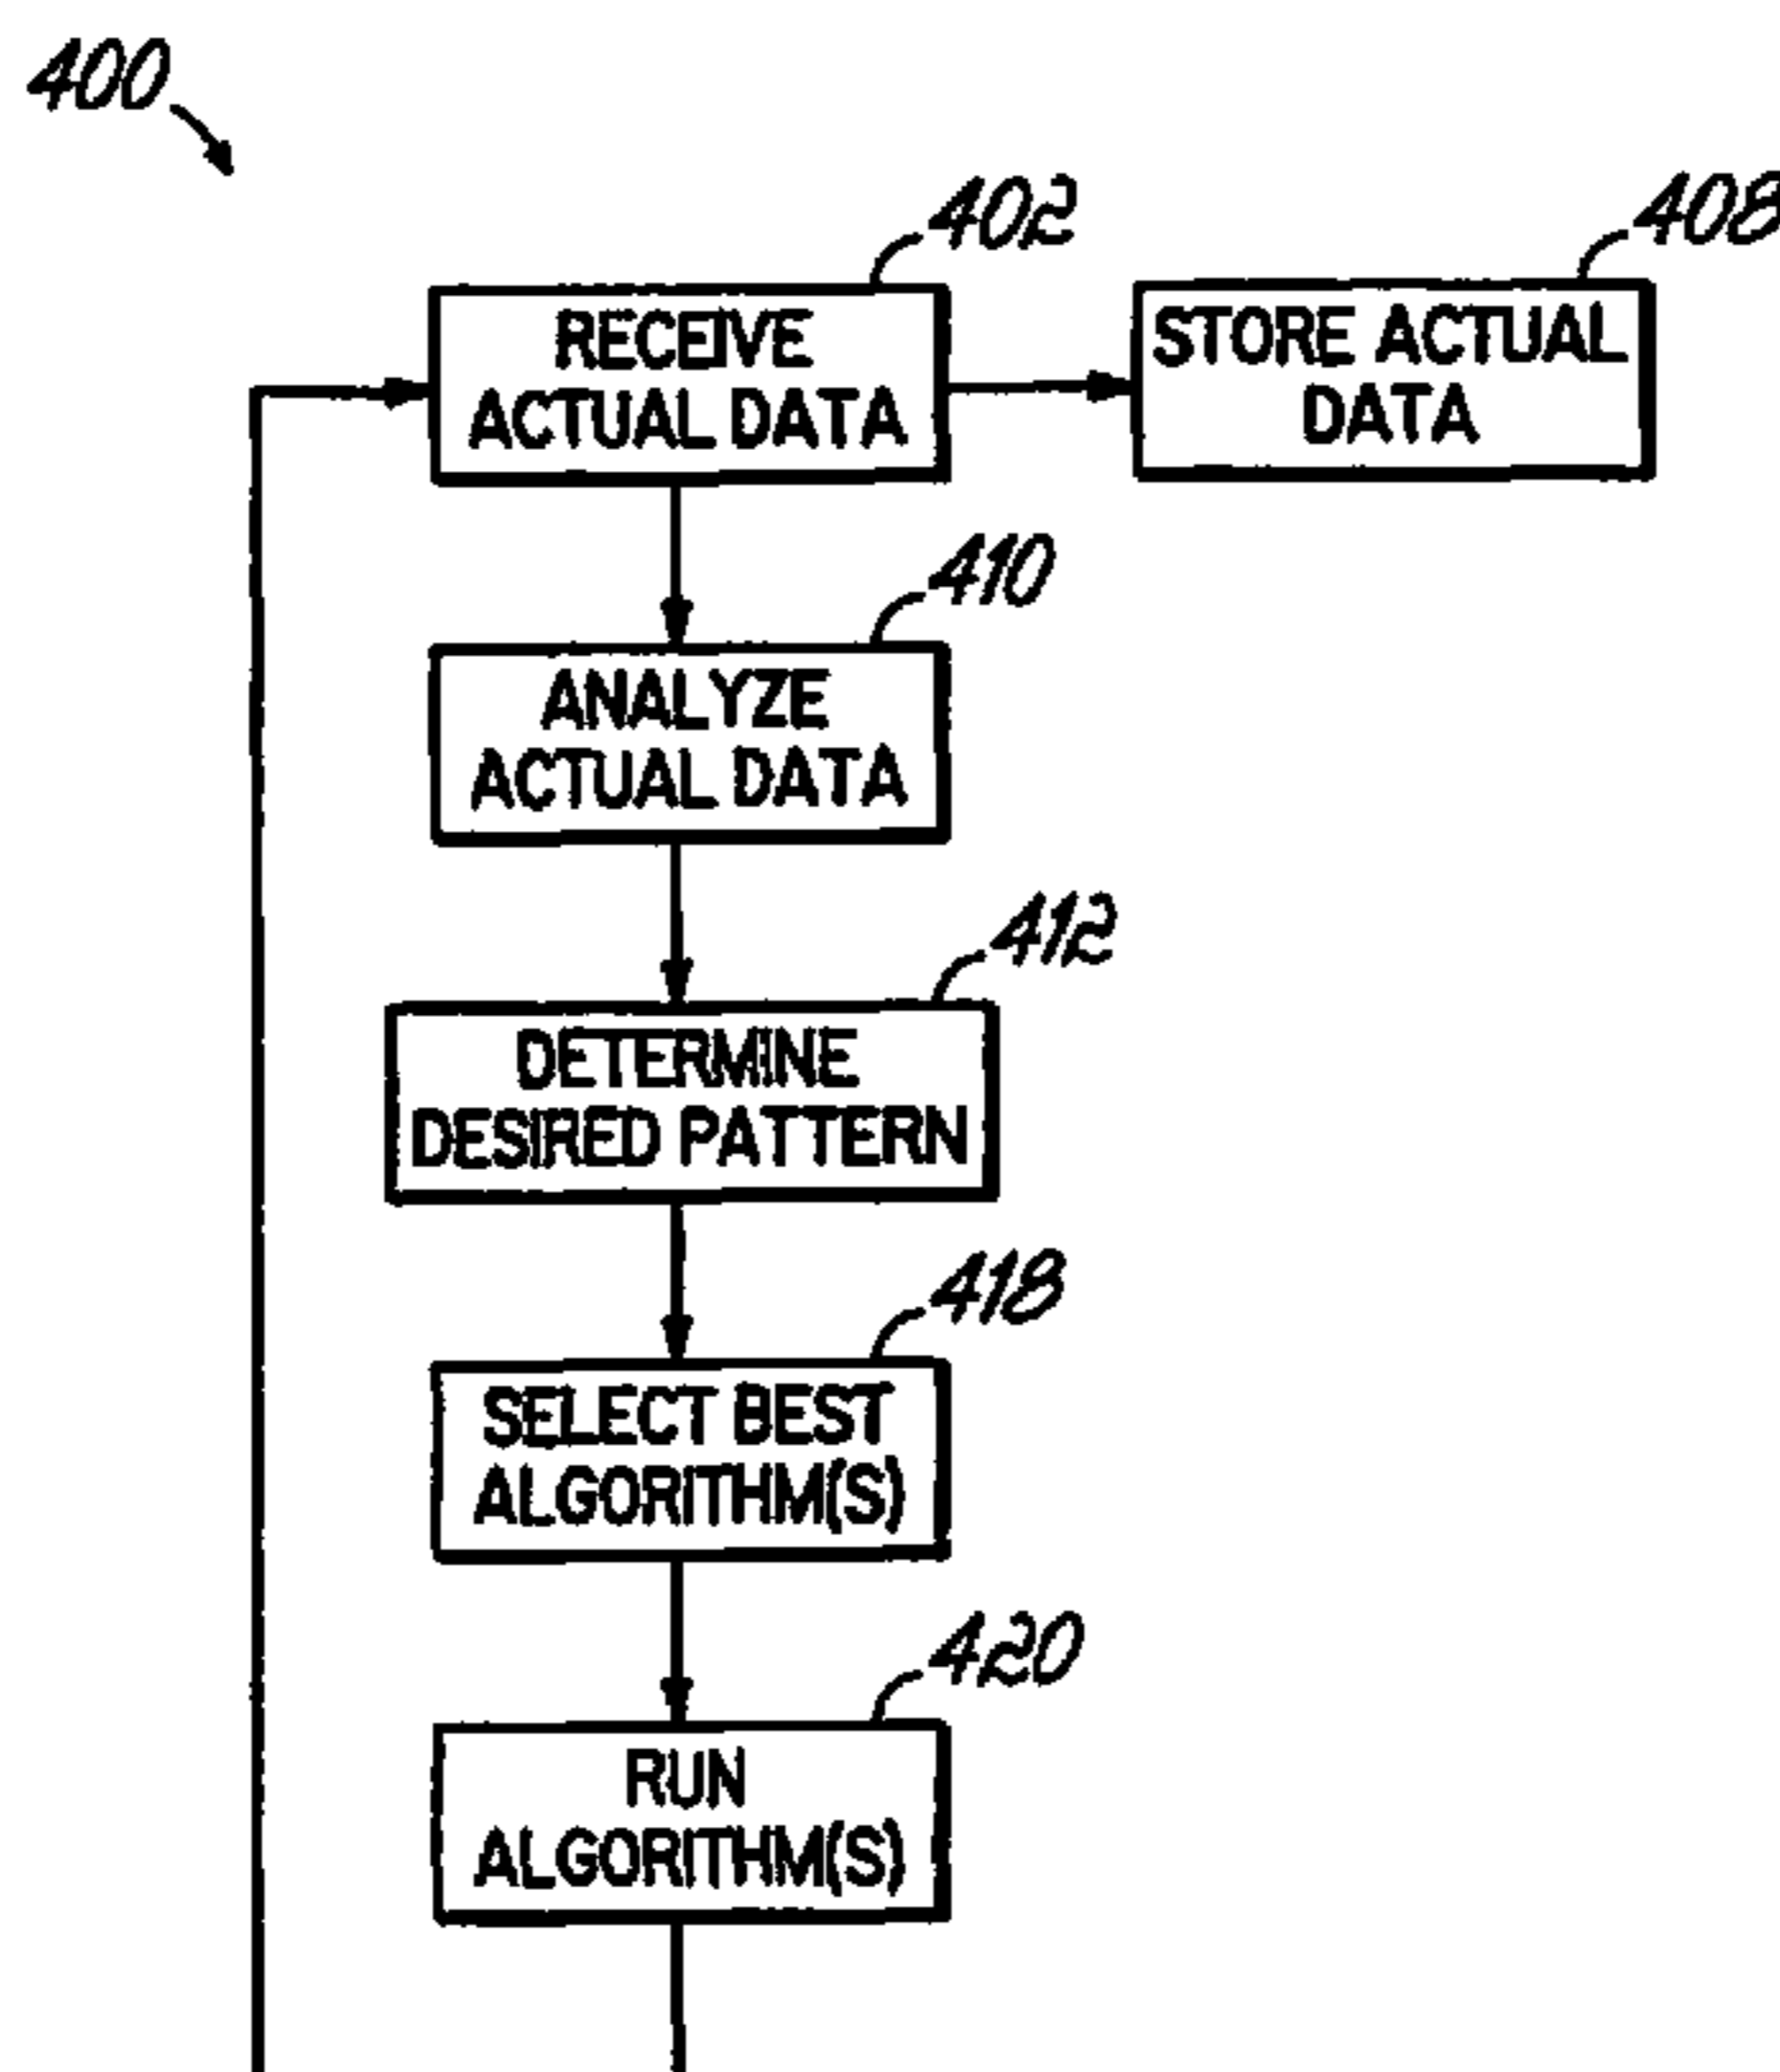 400
402
408
RECEIVE
ACTUAL DATA
STORE ACTUAL
DATA
410
ANALYZE
ACTUAL DATA
412
DETERMINE
DESIRED PATTERN
418
SELECT BEST
ALGORITHM(S)
420
RUN
ALGORITHM(S)